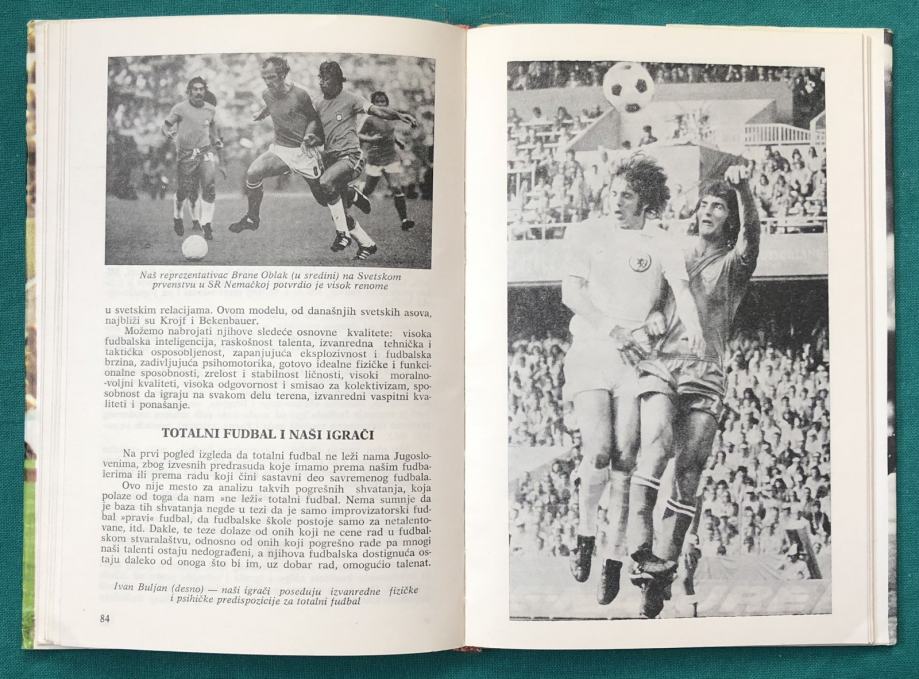 Naš reprezentativac Brane Oblak (u sredini) na Svetskom
prvenstvu u SR Nemačkoj potvrdio je visok renome
u svetskim relacijama. Ovom modelu, od današnjih svetskih asova,
najbliži su Krojf i Bekenbauer.
Možemo nabrojati njihove sledeće osnovne kvalitete: visoka
fudbalska inteligencija, raskošnost talenta, izvanredna tehnička i
taktička osposobljenost, zapanjujuća eksplozivnost i fudbalska
brzina, zadivljujuća psihomotorika, gotovo idealne fizičke i funkci-
onalne sposobnosti, zrelost i stabilnost ličnosti, visoki moralno-
-voljni kvaliteti, visoka odgovornost i smisao za kolektivizam, spo-
sobnost da igraju na svakom delu terena, izvanredni vaspitni kva-
liteti i ponašanje.
TOTALNI FUDBAL I NAŠI IGRAČI
Na prvi pogled izgleda da totalni fudbal ne leži nama Jugoslo-
venima, zbog izvesnih predrasuda koje imamo prema našim fudba-
lerima ili prema radu koji čini sastavni deo savremenog fudbala.
Ovo nije mesto za analizu takvih pogrešnih shvatanja, koja
polaze od toga da nam »ne leži« totalni fudbal. Nema sumnje da
je baza tih shvatanja negde u tezi da je samo improvizatorski fud-
bal »pravi« fudbal, da fudbalske škole postoje samo za netalento-
vane, itd. Dakle, te teze dolaze od onih koji ne cene rad u fudbal-
skom stvaralaštvu, odnosno od onih koji pogrešno rade pa mnogi
naši talenti ostaju nedograđeni, a njihova fudbalska dostignuća os-
taju daleko od onoga što bi im, uz dobar rad, omogućio talenat.
Ivan Buljan (desno) — naši igrači poseduju izvanredne fizičke
i psihičke predispozicije za totalni fudbal
84